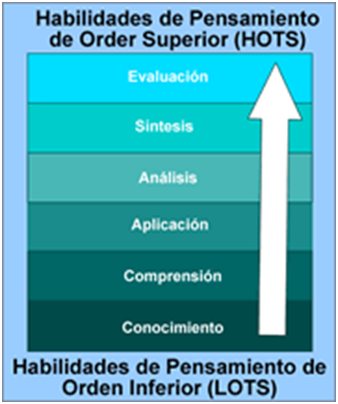 Habilidades de Pensamiento
de Order Superior (HOTS)
Evaluación
Síntesis
Análisis
Aplicación
Comprensión
Conocimiento
Habilidades de Pensamiento de
Orden Inferior (LOTS)